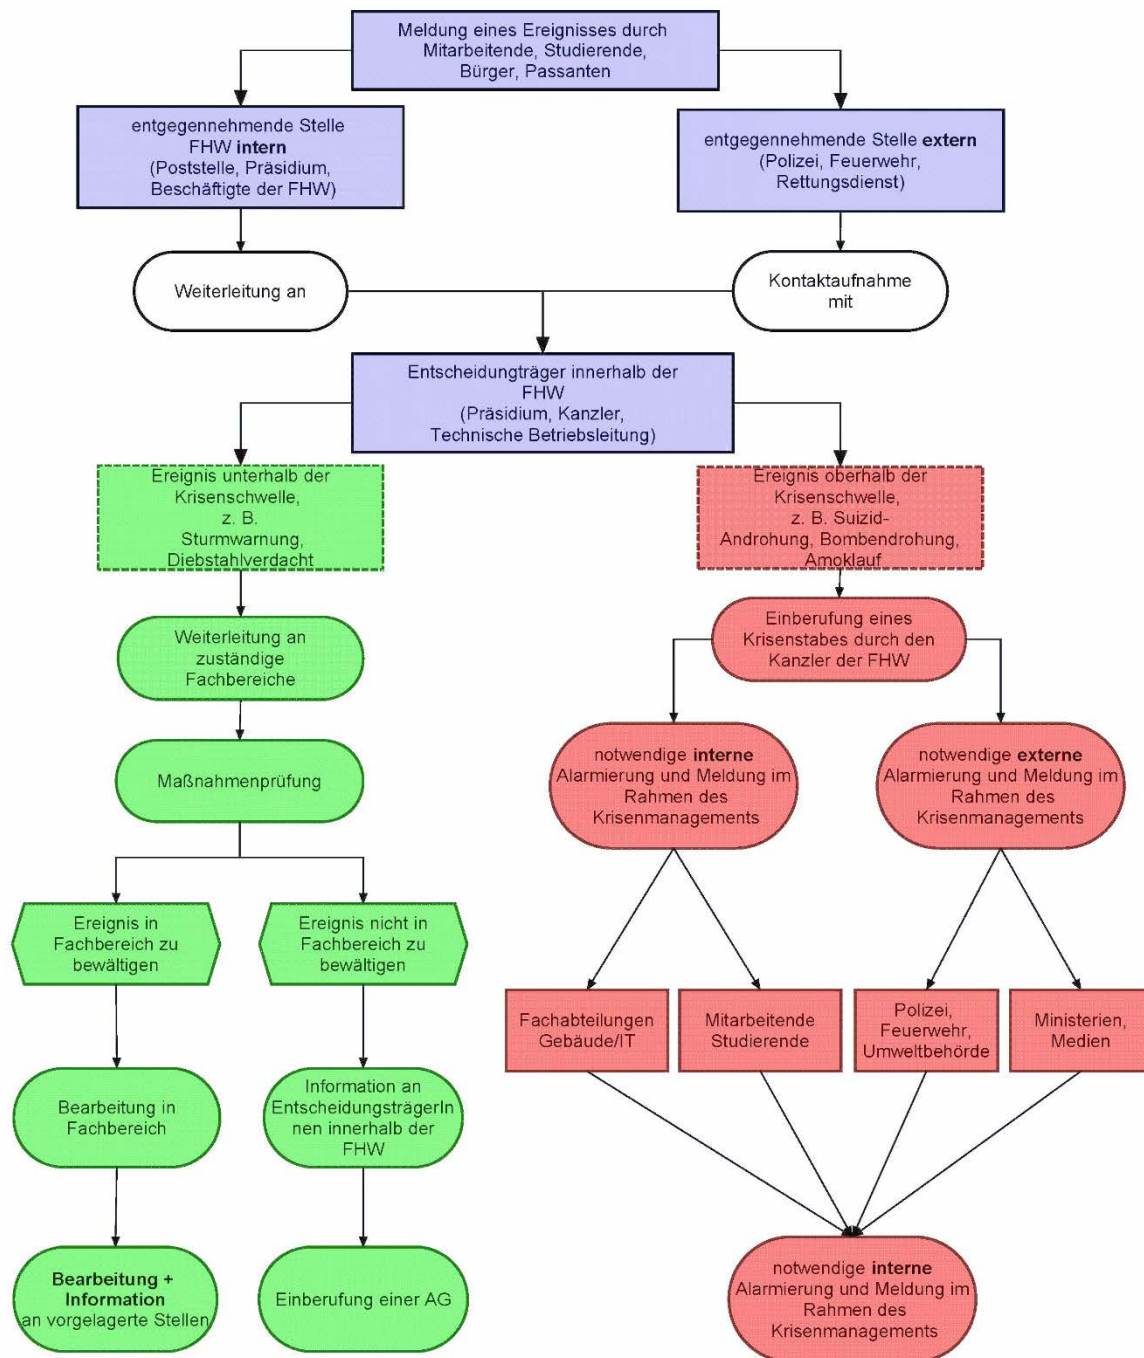 Meldung eines Ereignisses durch
Mitarbeitende, Studierende,
Bürger, Passanten
entgegennehmende Stelle
FHW intern
(Poststelle, Präsidium,
Beschäftigte der FHW)
entgegennehmende Stelle extern
(Polizei, Feuerwehr,
Rettungsdienst)
Weiterleitung an
Kontaktaufnahme
mit
Entscheidungträger innerhalb der
FHW
(Präsidium, Kanzler,
Technische Betriebsleitung)
Ereignis unterhalb der
Krisenschwelle,
z. B.
Sturmwarnung,
Diebstahlverdacht
Ereignis oberhalb der
Krisenschwelle,
z. B. Suizid-
Androhung, Bombendrohung,
Amoklauf
Weiterleitung an
zuständige
Fachbereiche
Einberufung eines
Krisenstabes durch den
Kanzler der FHW
Maßnahmenprüfung
notwendige interne
Alarmierung und Meldung im
Rahmen des
Krisenmanagements
notwendige externe
Alarmierung und Meldung im
Rahmen des
Krisenmanagements
Ereignis in
Fachbereich zu
bewältigen
Ereignis nicht in
Fachbereich zu
bewältigen
Fachabteilungen
Gebäude/IT
Mitarbeitende
Studierende
Polizei,
Feuerwehr,
Umweltbehörde
Ministerien,
Medien
Bearbeitung in
Fachbereich
Information an
EntscheidungsträgerIn
nen innerhalb der
FHW
Bearbeitung +
Information
an vorgelagerte Stellen
Einberufung einer AG
notwendige interne
Alarmierung und Meldung im
Rahmen des
Krisenmanagements